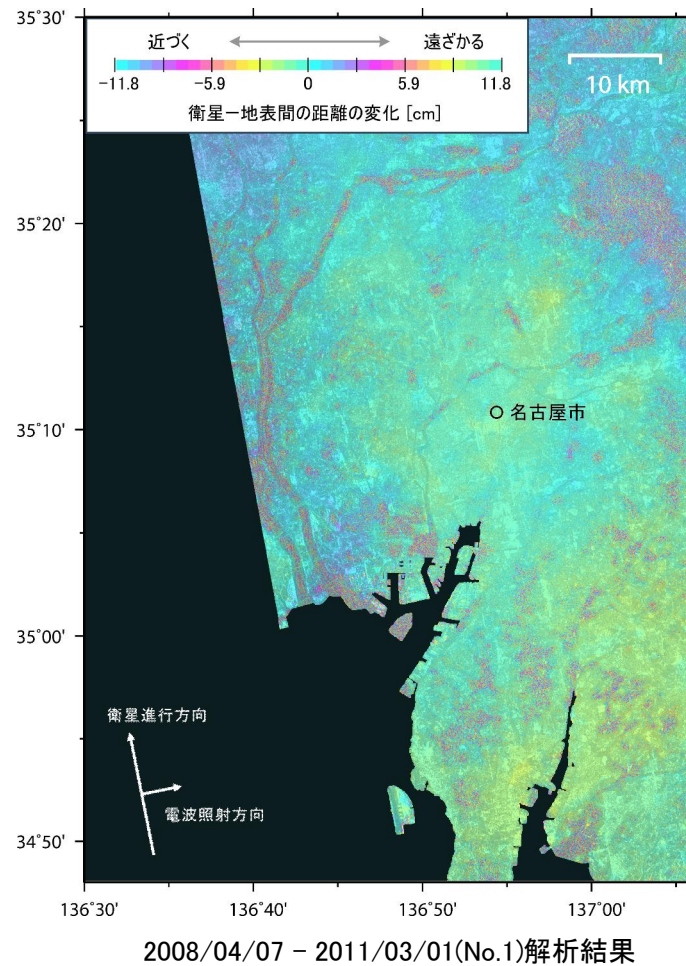 35°30'
近づく 遠ざかる
-11.8 -5.9 0 5.9 11.8
衛星－地表間の距離の変化 [cm]
10 km
35°20'
35°10'
名古屋市
35°00'
衛星進行方向
電波照射方向
34°50'
136°30' 136°40' 136°50' 137°00'
2008/04/07 - 2011/03/01(No.1)解析結果